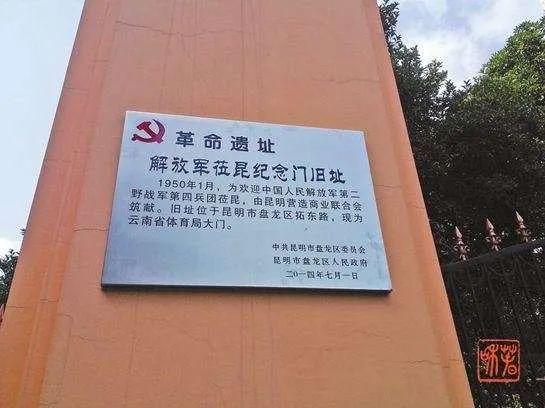 革命遗址
解放军莅昆纪念门旧址
1950年1月，为欢迎中国人民解放军第二
野战军第四兵团莅昆，由昆明营造商业联合会
筑献。旧址位于昆明市盘龙区拓东路，现为
云南省体育局大门。
中共昆明市盘龙区委员会
昆明市盘龙区人民政府
二〇一四年七月一日